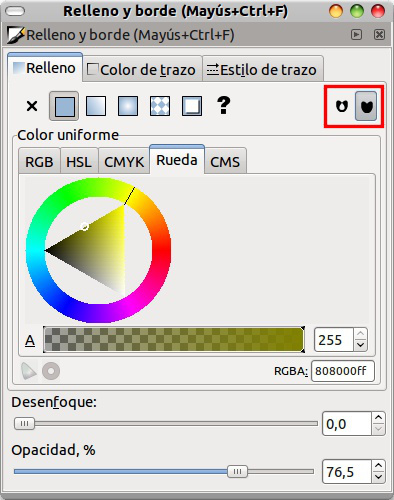 Relleno y borde (Mayús+Ctrl+F)
Relleno y borde (Mayús+Ctrl+F)
Relleno Color de trazo Estilo de trazo
?
Color uniforme
RGB HSL CMYK Rueda CMS
A 255
RGBA: 808000ff
Desenfoque:
0,0
Opacidad, %
76,5